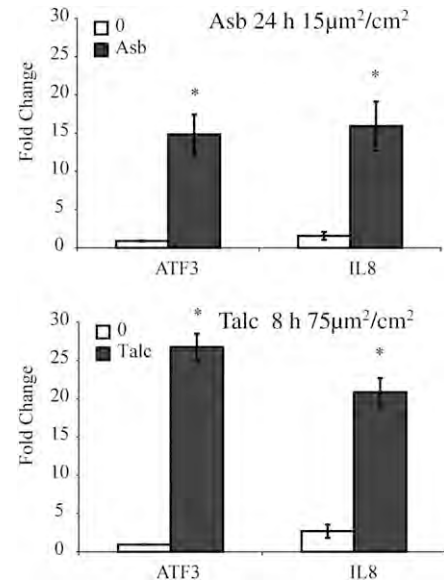 Asb 24 h 15µm²/cm²
0
Asb
Fold Change
30
25
20
15
10
5
0
*
*
ATF3
IL8
Talc 8 h 75µm²/cm²
0
Talc
Fold Change
30
25
20
15
10
5
0
*
*
ATF3
IL8